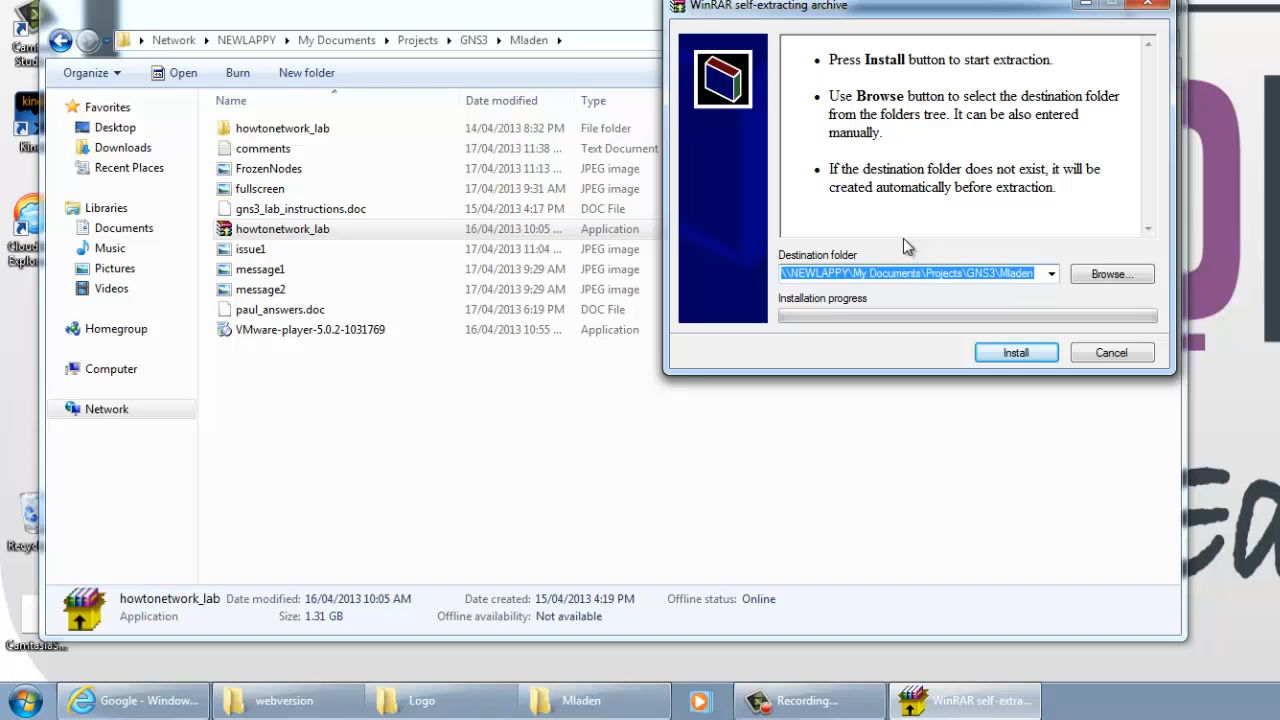 WinRAR self-extracting archive
Network NEWLAPPY My Documents Projects GNS3 Mladen
Organize Open Burn New folder
Name Date modified Type
Favorites
Desktop
Downloads
Recent Places
Libraries
Documents
Music
Pictures
Videos
Homegroup
Computer
Network
howtonetwork_lab 14/04/2013 8:32 PM File folder
comments 17/04/2013 11:38 ... Text Document
FrozenNodes 17/04/2013 11:13 ... JPEG image
fullscreen 17/04/2013 9:31 AM JPEG image
gns3_lab_instructions.doc 15/04/2013 4:17 PM DOC File
howtonetwork_lab 16/04/2013 10:05 ... Application
issue1 17/04/2013 11:04 ... JPEG image
message1 17/04/2013 9:29 AM JPEG image
message2 17/04/2013 9:29 AM JPEG image
paul_answers.doc 17/04/2013 6:19 PM DOC File
VMware-player-5.0.2-1031769 16/04/2013 10:55 ... Application
Press Install button to start extraction.
Use Browse button to select the destination folder
from the folders tree. It can be also entered
manually.
If the destination folder does not exist, it will be
created automatically before extraction.
Destination folder
\\NEWLAPPY\My Documents\Projects\GNS3\Mladen
Browse...
Installation progress
Install Cancel
howtonetwork_lab Date modified: 16/04/2013 10:05 AM Date created: 15/04/2013 4:19 PM Offline status: Online
Application Size: 1.31 GB Offline availability: Not available
Camtasia3...
Google - Window... webversion Logo Mladen Recording... WinRAR self-extra...